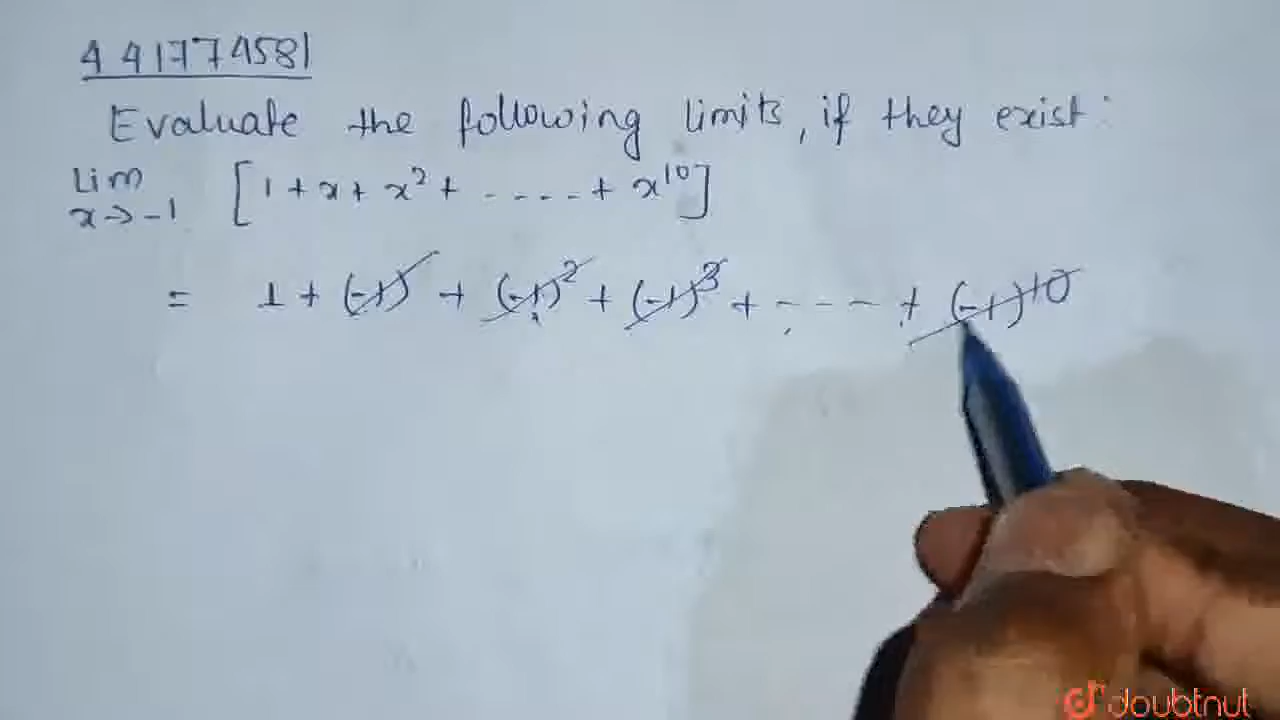 441774581
Evaluate the following limits, if they exist:
Lim
x→-1 [1 + x + x² + ..... + x¹⁰]
= 1 + (-1) + (-1)² + (-1)³ + ---- + (-1)¹⁰
doubtnut